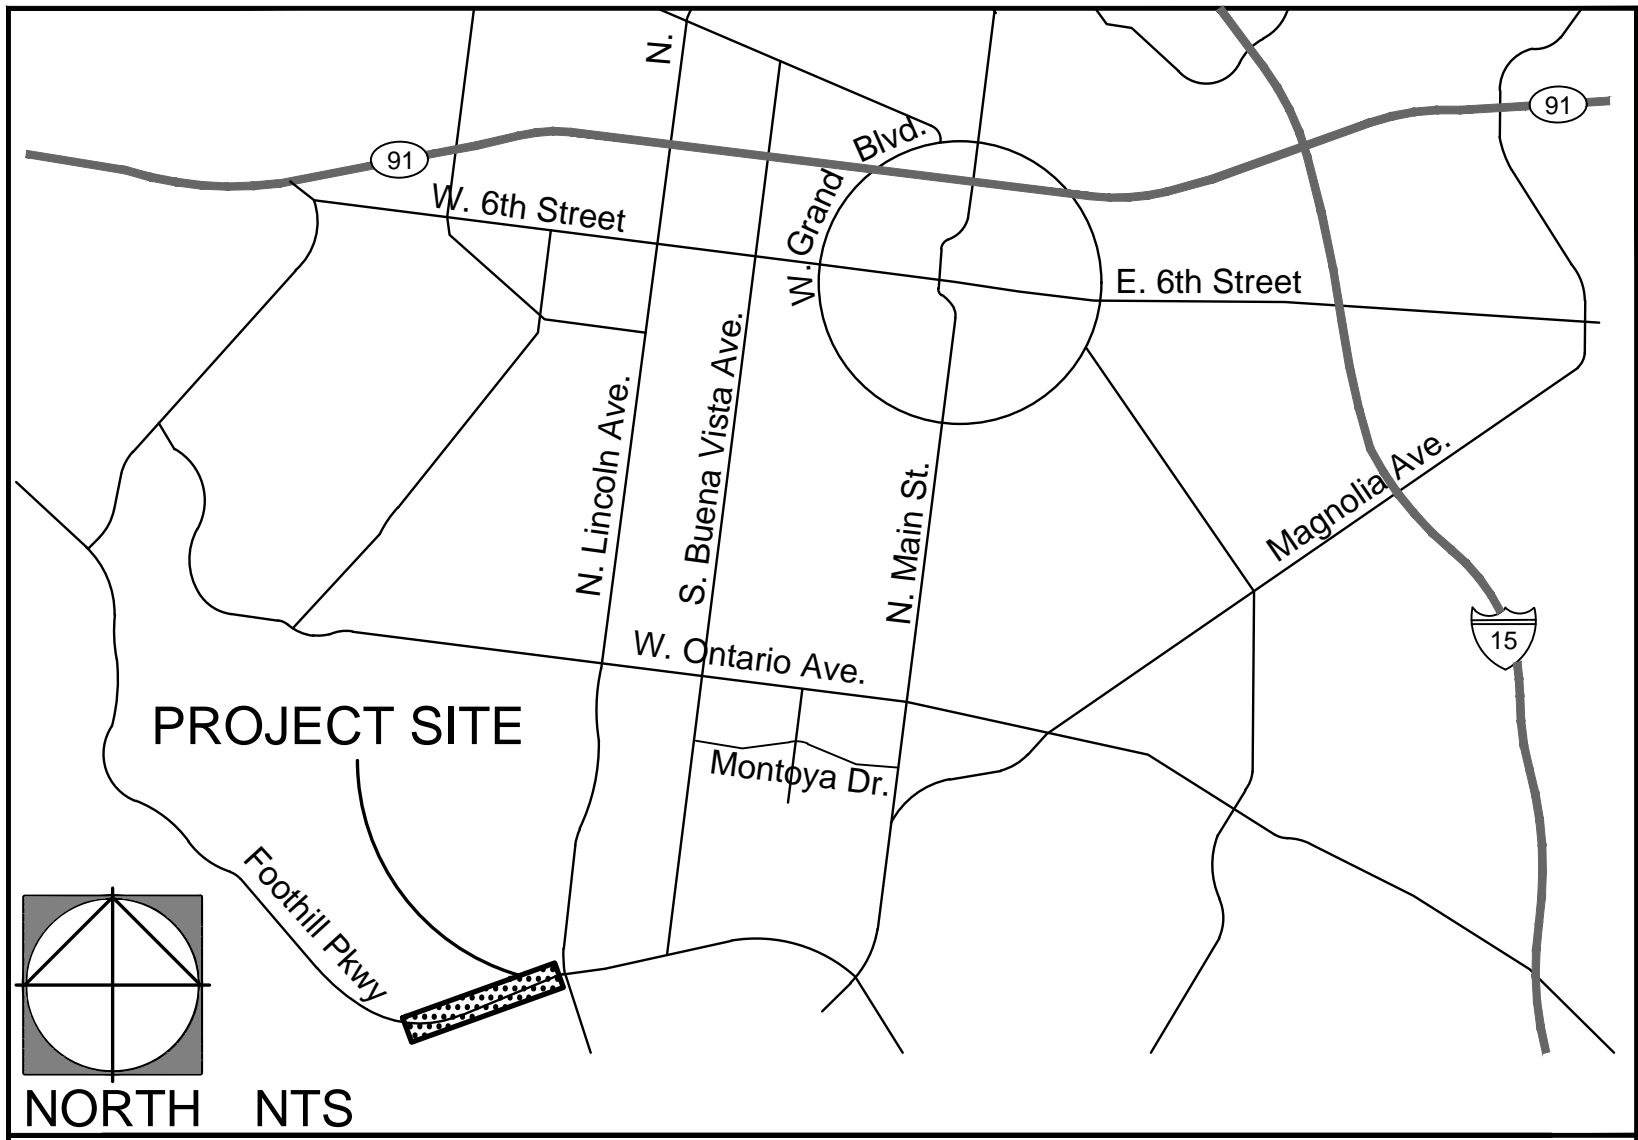 N.
91
91
Blvd.
W. Grand
W. 6th Street
E. 6th Street
S. Buena Vista Ave.
N. Lincoln Ave.
N. Main St.
Magnolia Ave.
15
W. Ontario Ave.
PROJECT SITE
Montoya Dr.
Foothill Pkwy
NORTH NTS